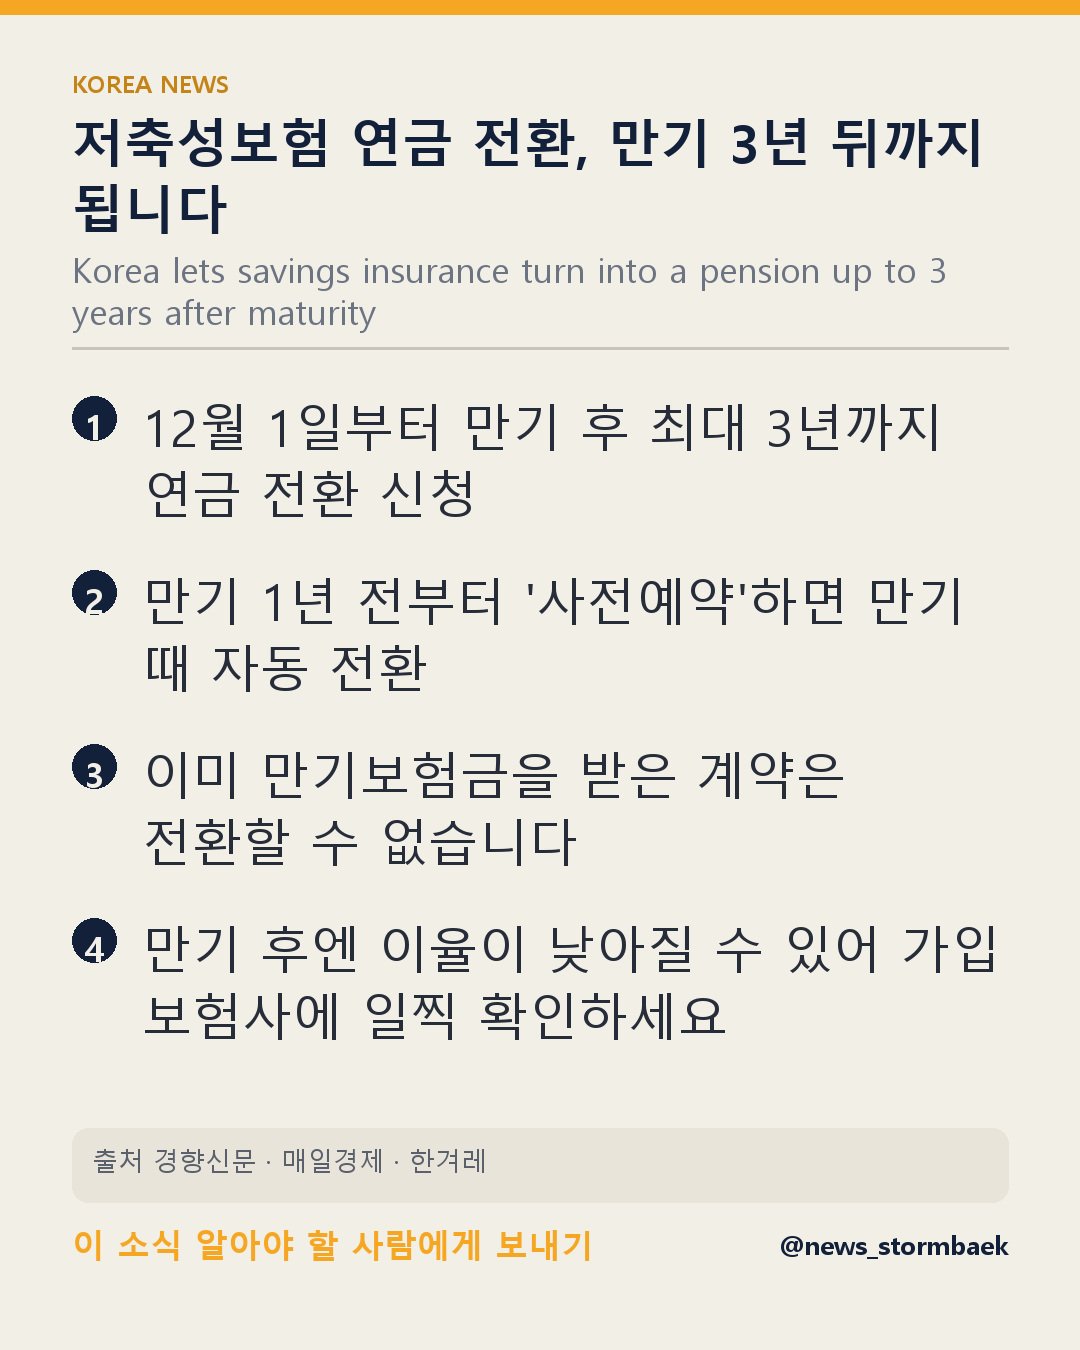 KOREA NEWS
저축성보험 연금 전환, 만기 3년 뒤까지
됩니다
Korea lets savings insurance turn into a pension up to 3
years after maturity
1 12월 1일부터 만기 후 최대 3년까지
연금 전환 신청
2 만기 1년 전부터 '사전예약'하면 만기
때 자동 전환
3 이미 만기보험금을 받은 계약은
전환할 수 없습니다
4 만기 후엔 이율이 낮아질 수 있어 가입
보험사에 일찍 확인하세요
출처 경향신문 · 매일경제 · 한겨레
이 소식 알아야 할 사람에게 보내기
@news_stormbaek